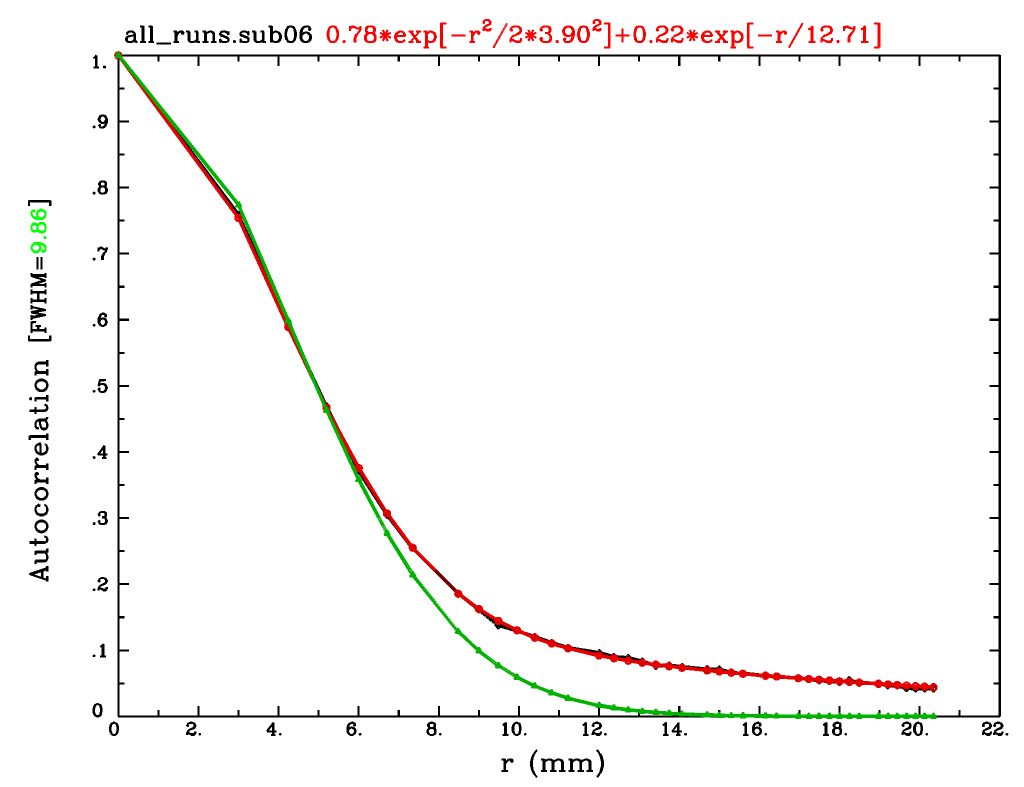 all_runs.sub06 0.78*exp[-r²/2*3.90²]+0.22*exp[-r/12.71]
1.
.9
.8
.7
.6
.5
.4
.3
.2
.1
0
Autocorrelation [FWHM=9.86]
0 2. 4. 6. 8. 10. 12. 14. 16. 18. 20. 22.
r (mm)